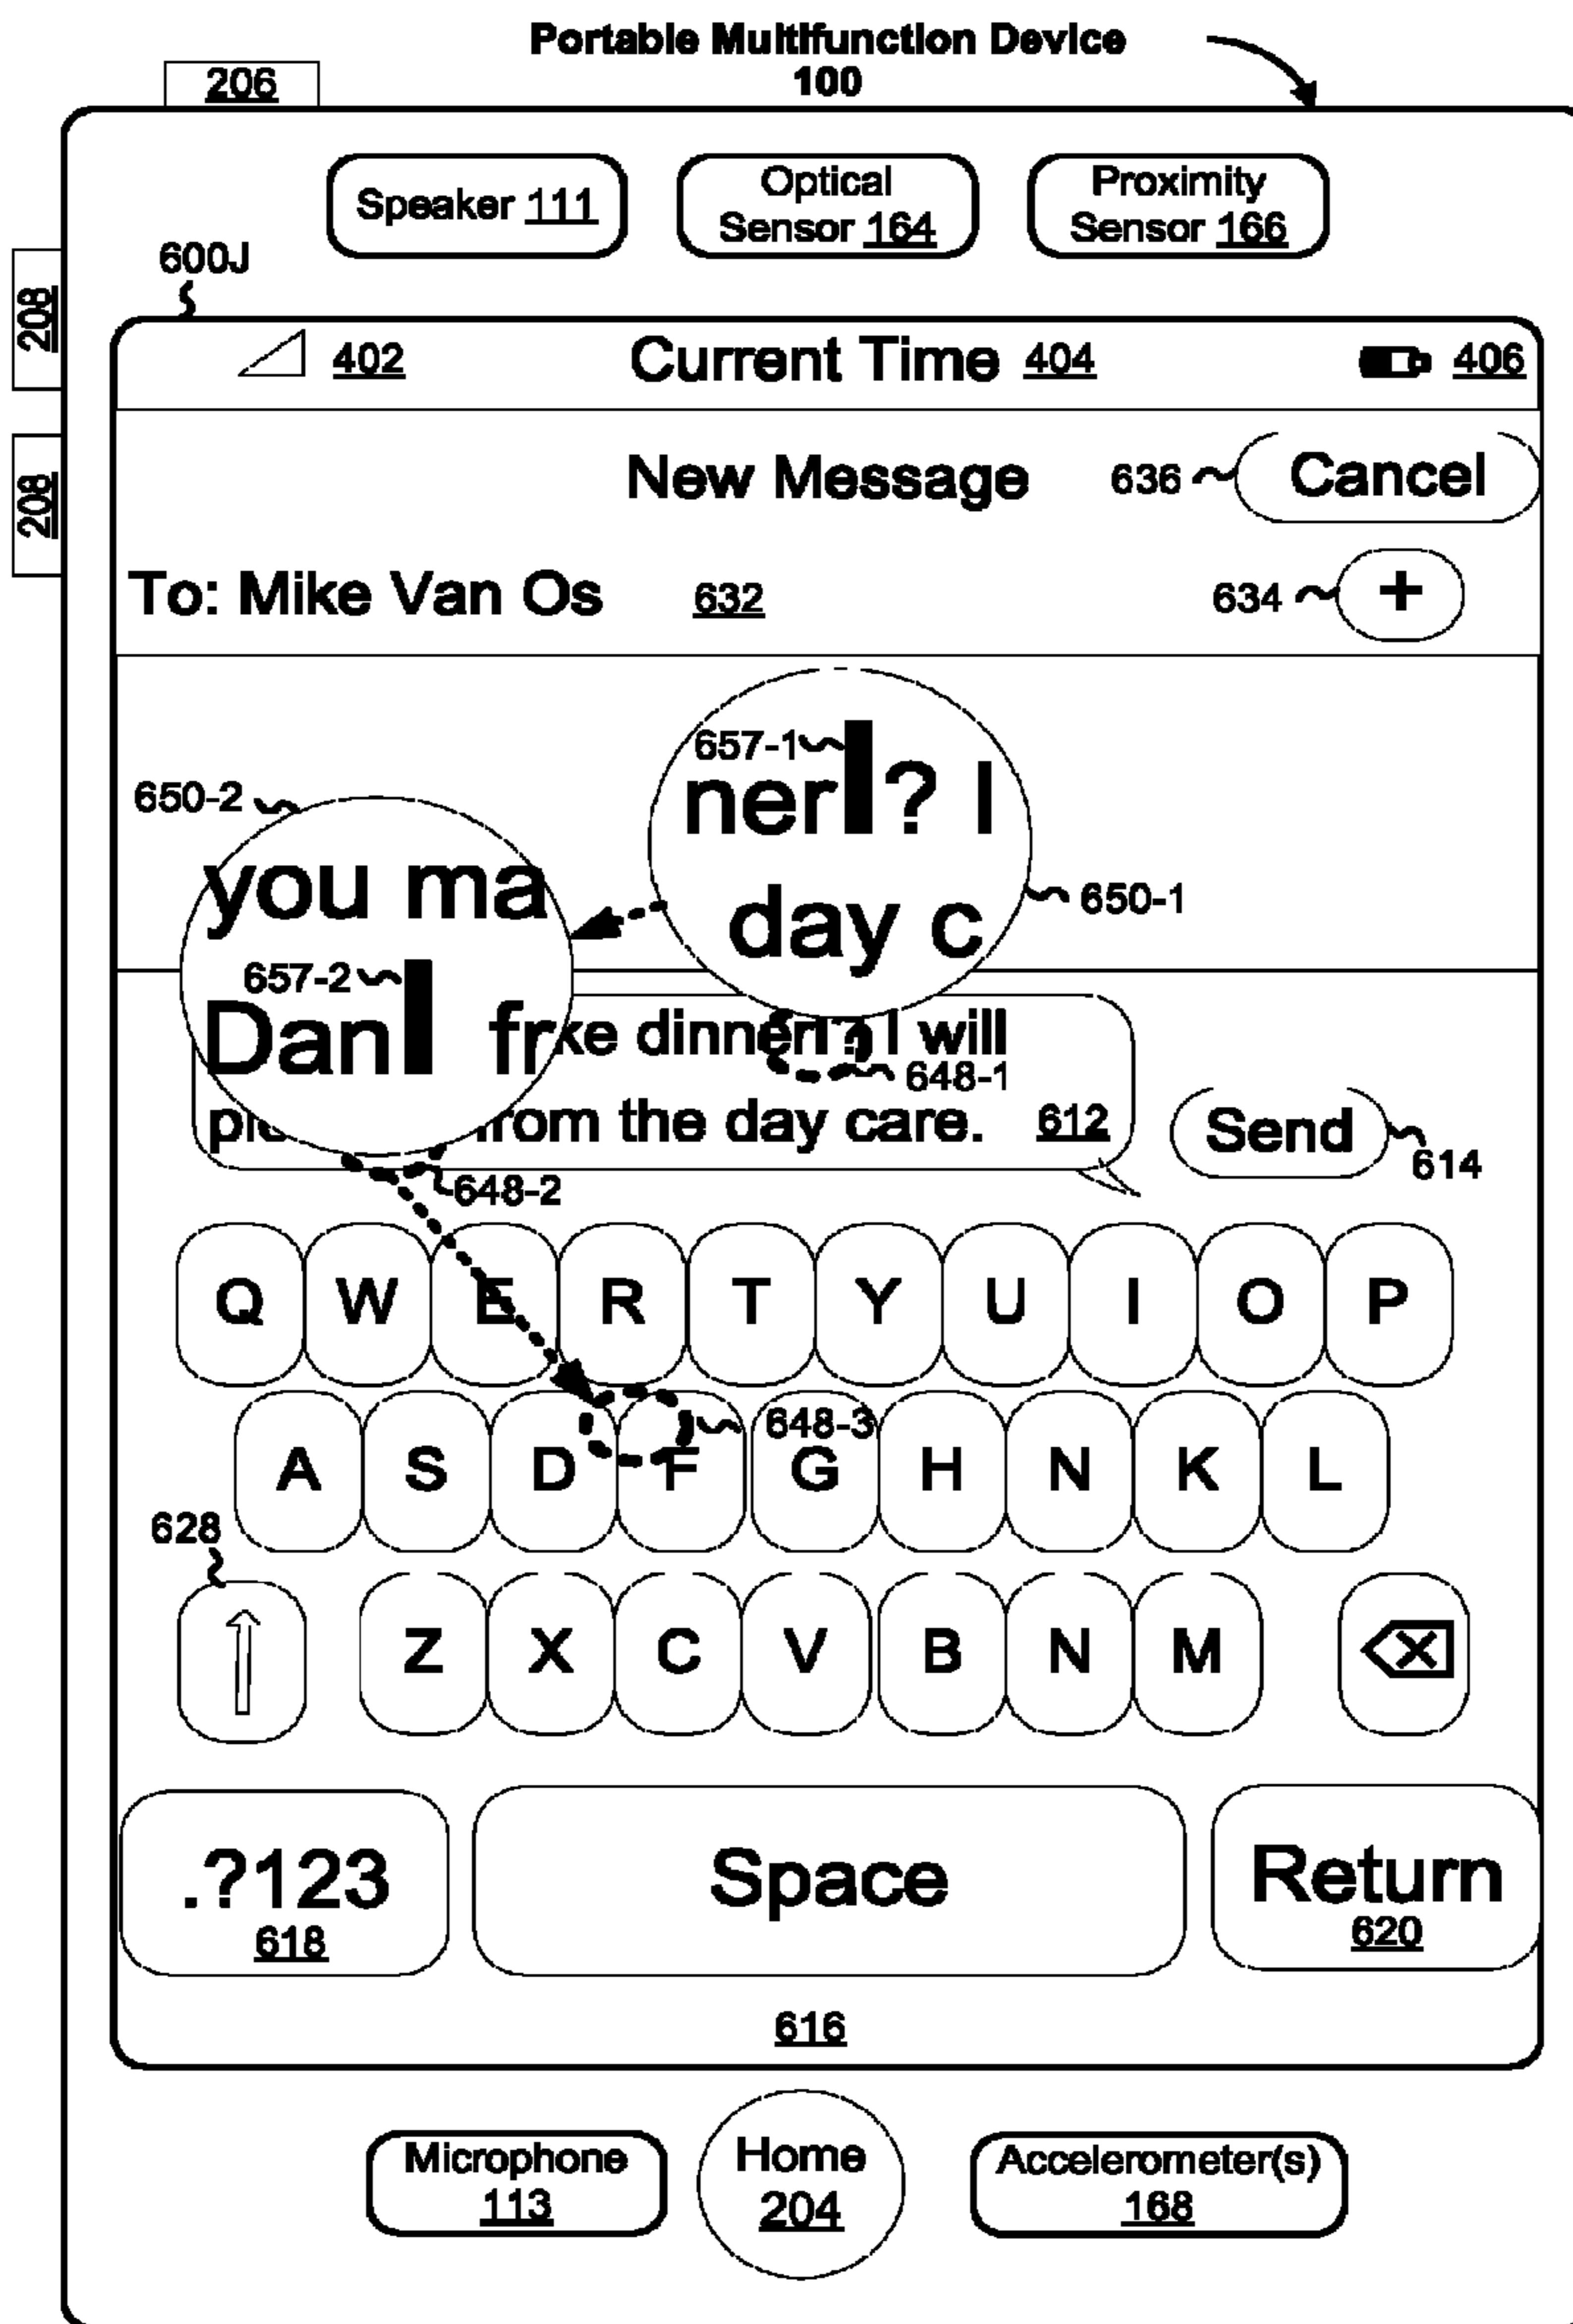 Portable Multifunction Device
100
206
Speaker 111
Optical
Sensor 164
Proximity
Sensor 166
600J
208
208
402 Current Time 404 406
New Message 636 Cancel
To: Mike Van Os 632 634 +
657-1
ner ? I
day c
650-1
650-2
you ma
657-2
Dan fr
ke dinner ? I will
648-1
from the day care. 612
Send
614
648-2
Q W E R T Y U I O P
648-3
A S D F G H N K L
628
Z X C V B N M
.?123
618
Space
Return
620
616
Microphone
113
Home
204
Accelerometer(s)
168